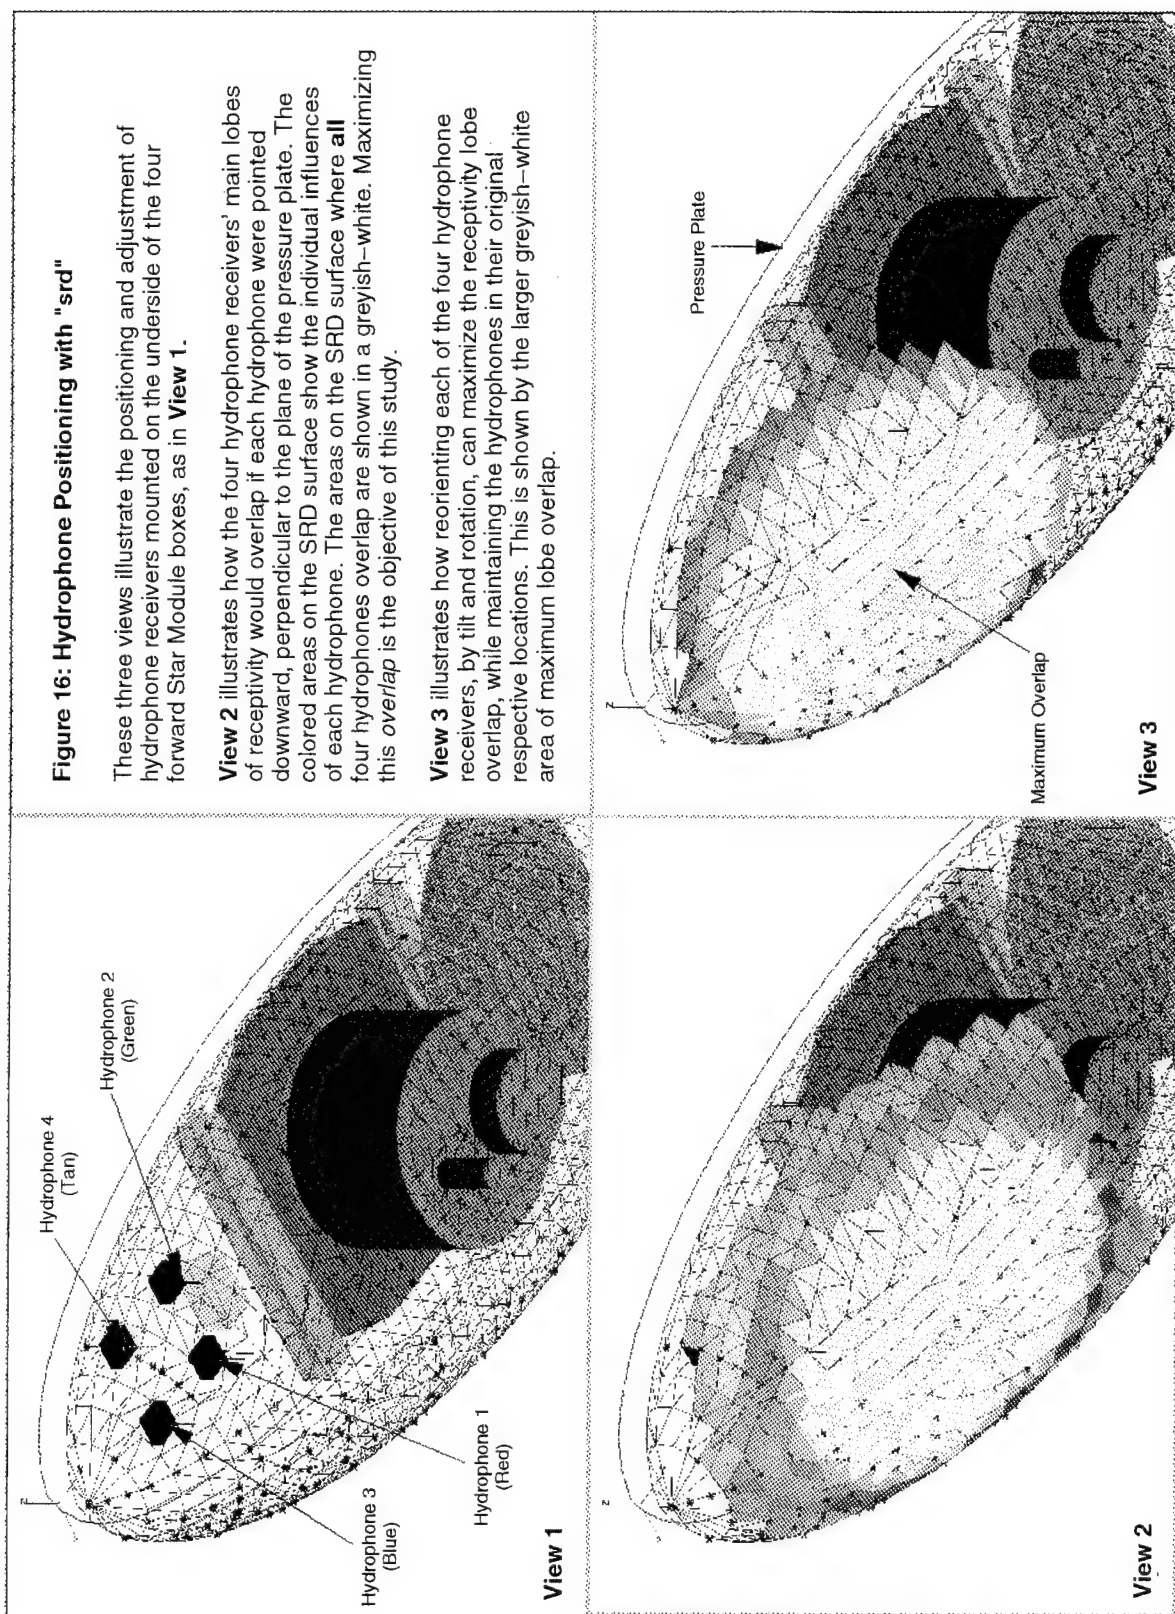 Figure 16: Hydrophone Positioning with "srd"
These three views illustrate the positioning and adjustment of
hydrophone receivers mounted on the underside of the four
forward Star Module boxes, as in View 1.
View 2 illustrates how the four hydrophone receivers' main lobes
of receptivity would overlap if each hydrophone were pointed
downward, perpendicular to the plane of the pressure plate. The
colored areas on the SRD surface show the individual influences
of each hydrophone. The areas on the SRD surface where all
four hydrophones overlap are shown in a greyish–white. Maximizing
this overlap is the objective of this study.
View 3 illustrates how reorienting each of the four hydrophone
receivers, by tilt and rotation, can maximize the receptivity lobe
overlap, while maintaining the hydrophones in their original
respective locations. This is shown by the larger greyish–white
area of maximum lobe overlap.
Hydrophone 4
(Tan)
Hydrophone 2
(Green)
Hydrophone 3
(Blue)
Hydrophone 1
(Red)
z
View 1
z
View 2
z
Pressure Plate
Maximum Overlap
View 3